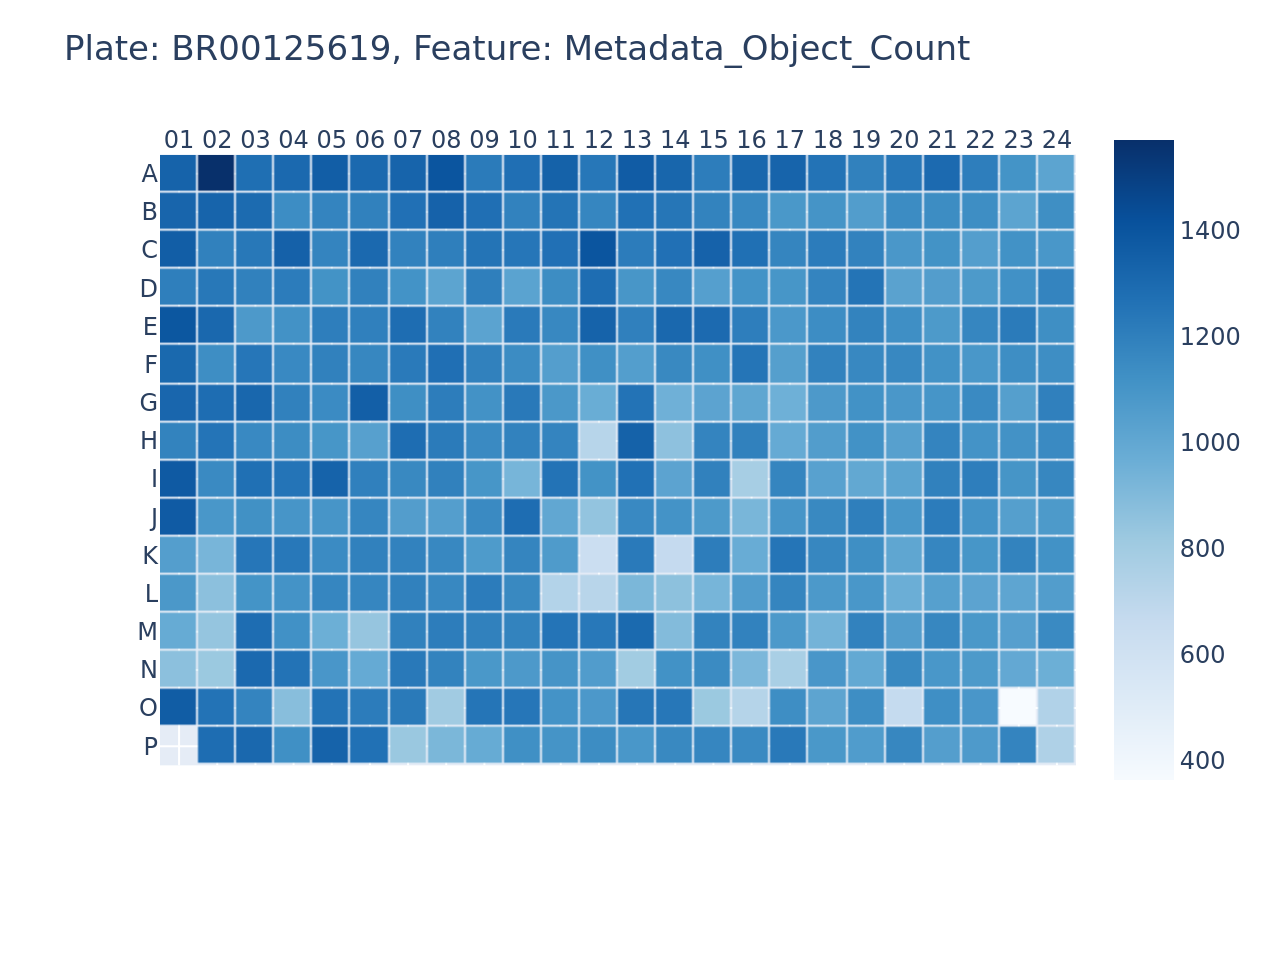 Plate: BR00125619, Feature: Metadata_Object_Count
01 02 03 04 05 06 07 08 09 10 11 12 13 14 15 16 17 18 19 20 21 22 23 24
A
B
C
D
E
F
G
H
I
J
K
L
M
N
O
P
1400
1200
1000
800
600
400